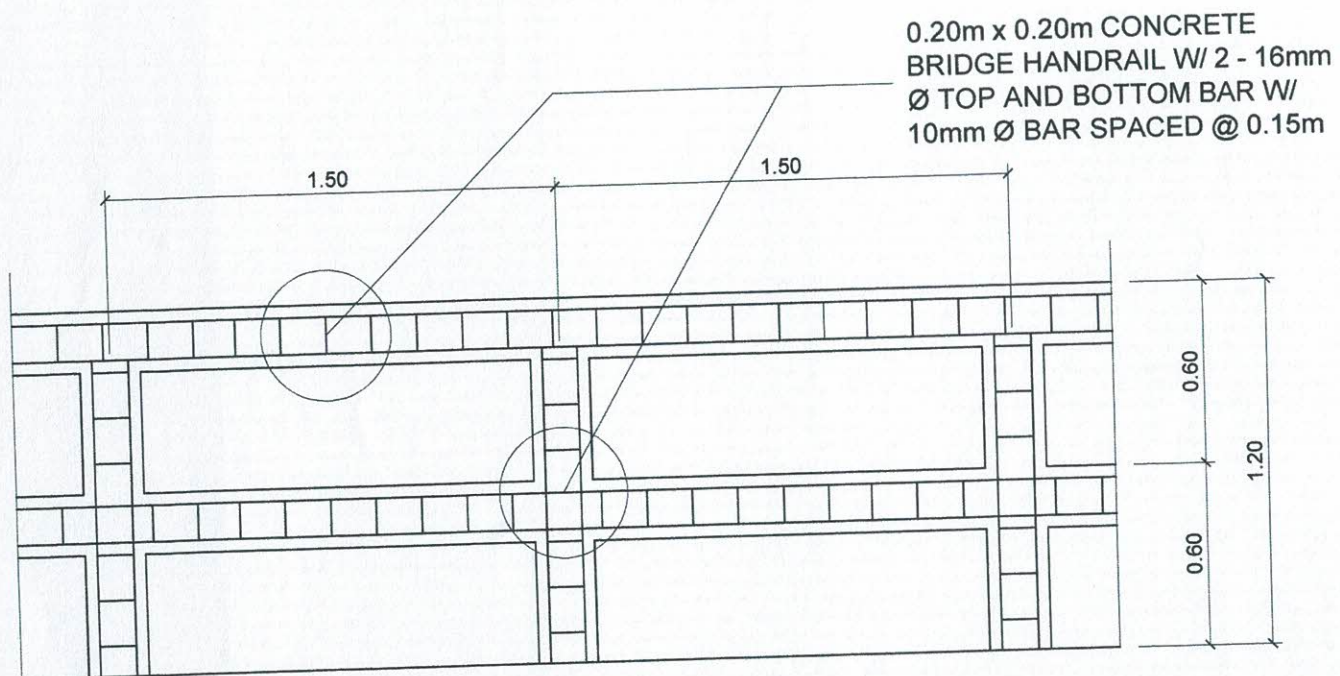 0.20m x 0.20m CONCRETE
BRIDGE HANDRAIL W/ 2 - 16mm
Ø TOP AND BOTTOM BAR W/
10mm Ø BAR SPACED @ 0.15m
1.50
1.50
0.60
1.20
0.60